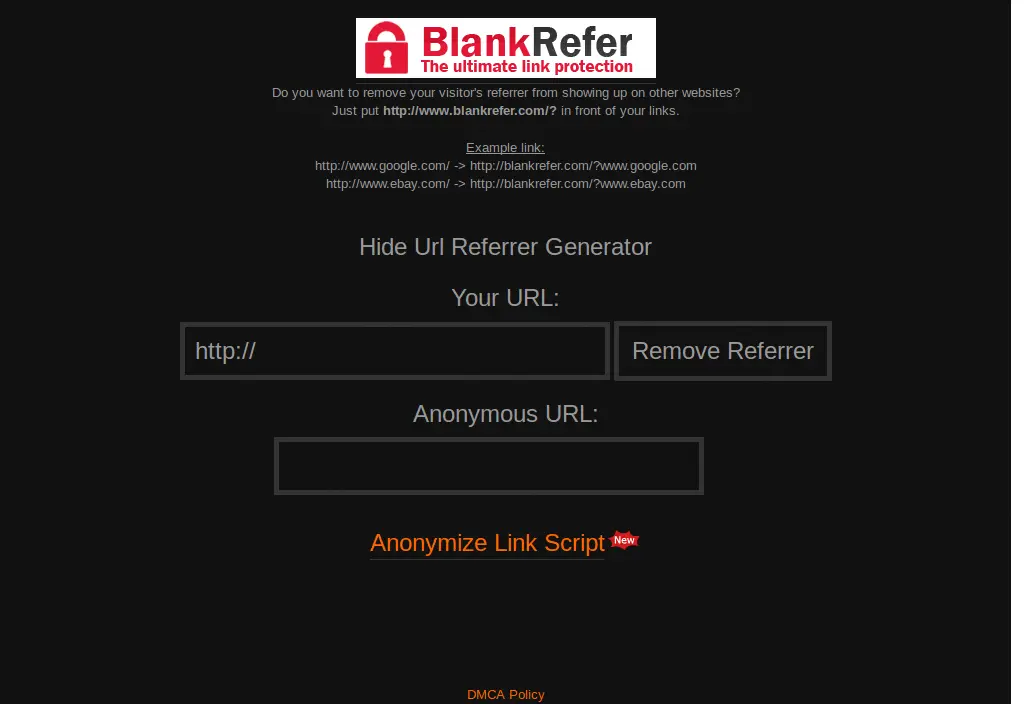 BlankRefer
The ultimate link protection
Do you want to remove your visitor's referrer from showing up on other websites?
Just put http://www.blankrefer.com/? in front of your links.
Example link:
http://www.google.com/ -> http://blankrefer.com/?www.google.com
http://www.ebay.com/ -> http://blankrefer.com/?www.ebay.com
Hide Url Referrer Generator
Your URL:
http:// Remove Referrer
Anonymous URL:
Anonymize Link Script New
DMCA Policy